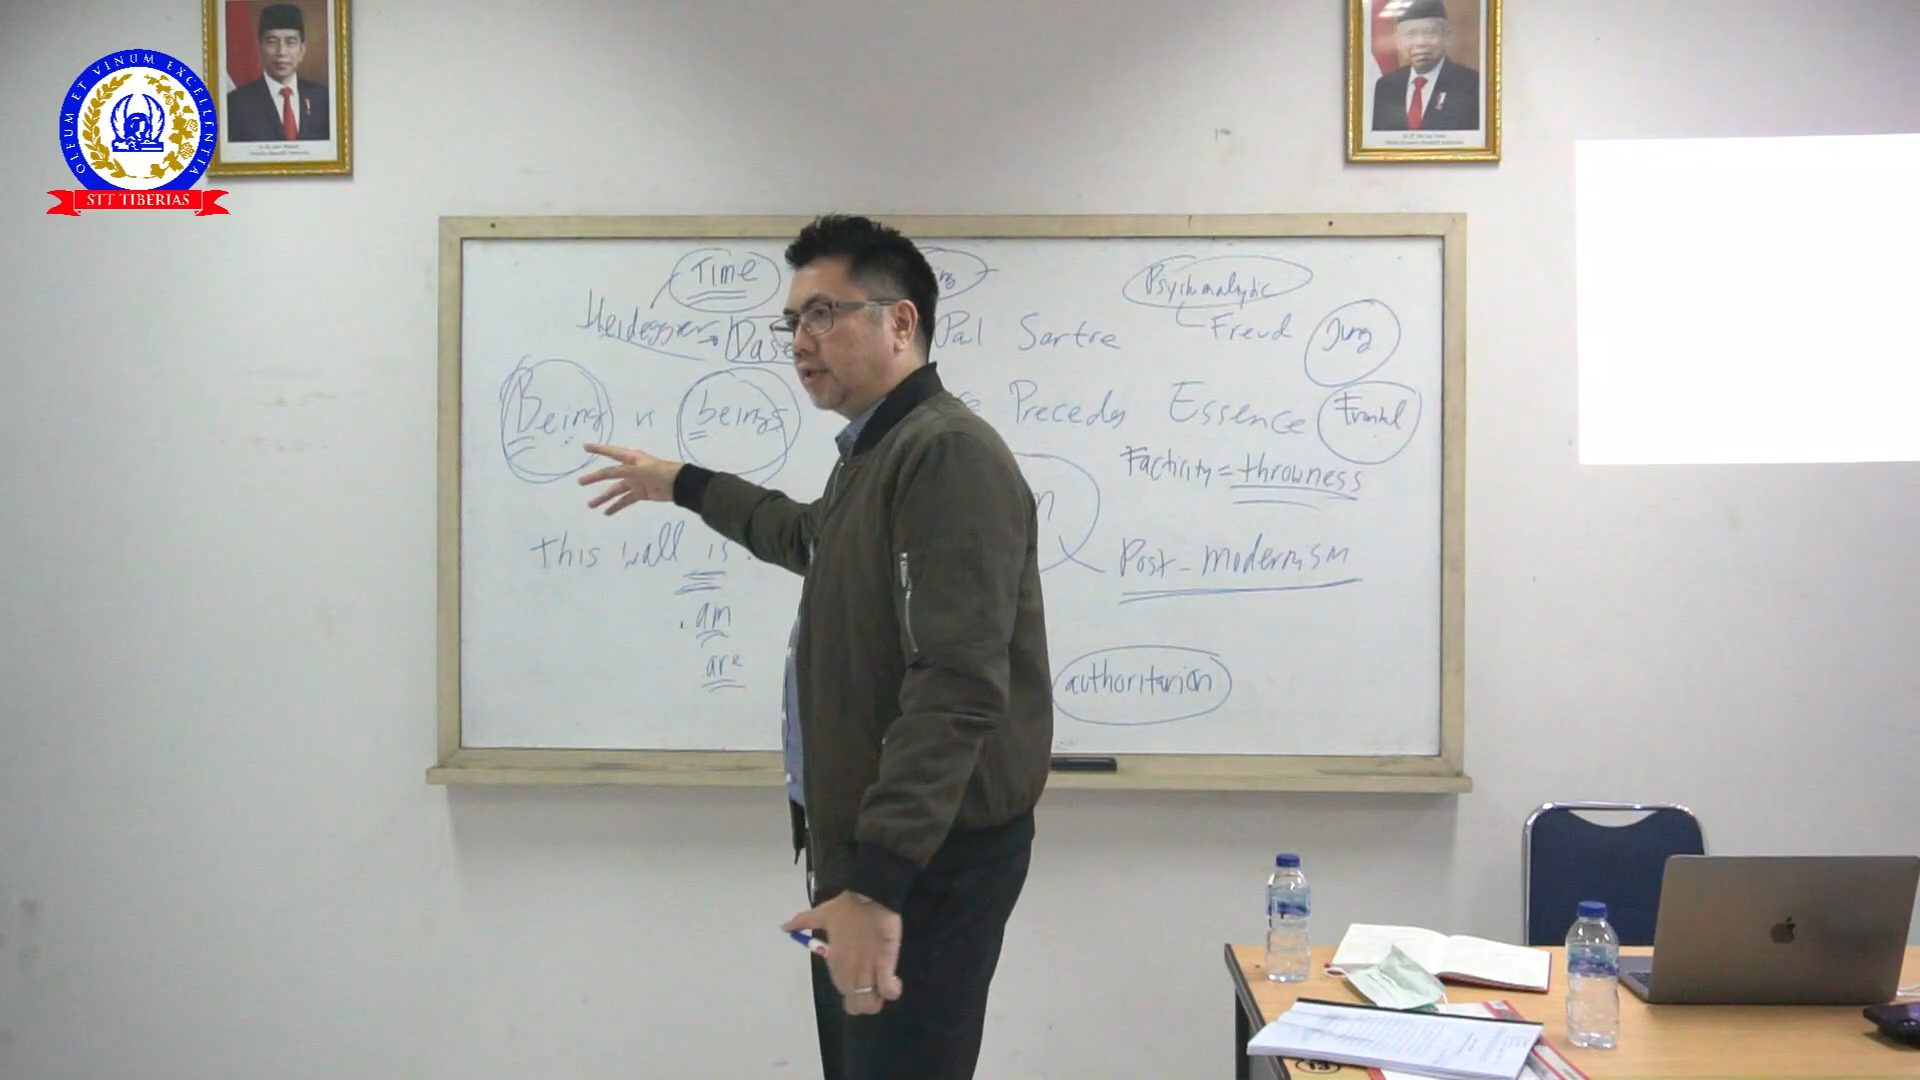 OLEUM ET VINUM EXCELLENTIA
STT TIBERIAS
Time
Psychoanalytic
Heidegger
Paul Sartre
Freud
Jung
Being vs beings
Precedes Essence
Frankl
Facticity = throwness
this wall is
Post-modernism
am
are
authoritarian